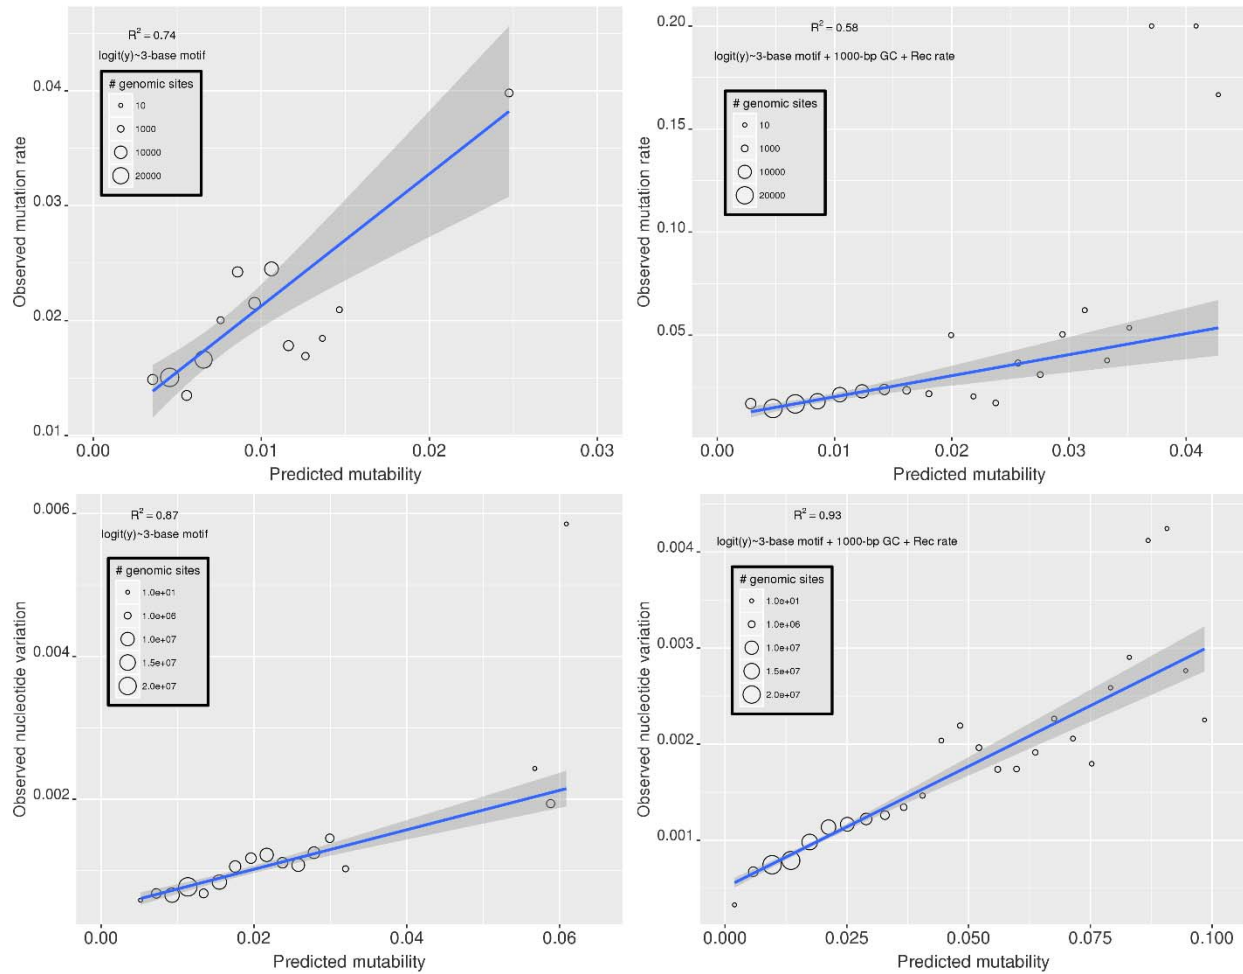 R² = 0.74
logit(y)~3-base motif
# genomic sites
10
1000
10000
20000
0.04
0.03
0.02
0.01
Observed mutation rate
0.00
0.01
0.02
0.03
Predicted mutability
R² = 0.58
logit(y)~3-base motif + 1000-bp GC + Rec rate
# genomic sites
10
1000
10000
20000
0.20
0.15
0.10
0.05
Observed mutation rate
0.00
0.01
0.02
0.03
0.04
Predicted mutability
R² = 0.87
logit(y)~3-base motif
# genomic sites
1.0e+01
1.0e+06
1.0e+07
1.5e+07
2.0e+07
0.006
0.004
0.002
Observed nucleotide variation
0.00
0.02
0.04
0.06
Predicted mutability
R² = 0.93
logit(y)~3-base motif + 1000-bp GC + Rec rate
# genomic sites
1.0e+01
1.0e+06
1.0e+07
1.5e+07
2.0e+07
0.004
0.003
0.002
0.001
Observed nucleotide variation
0.000
0.025
0.050
0.075
0.100
Predicted mutability